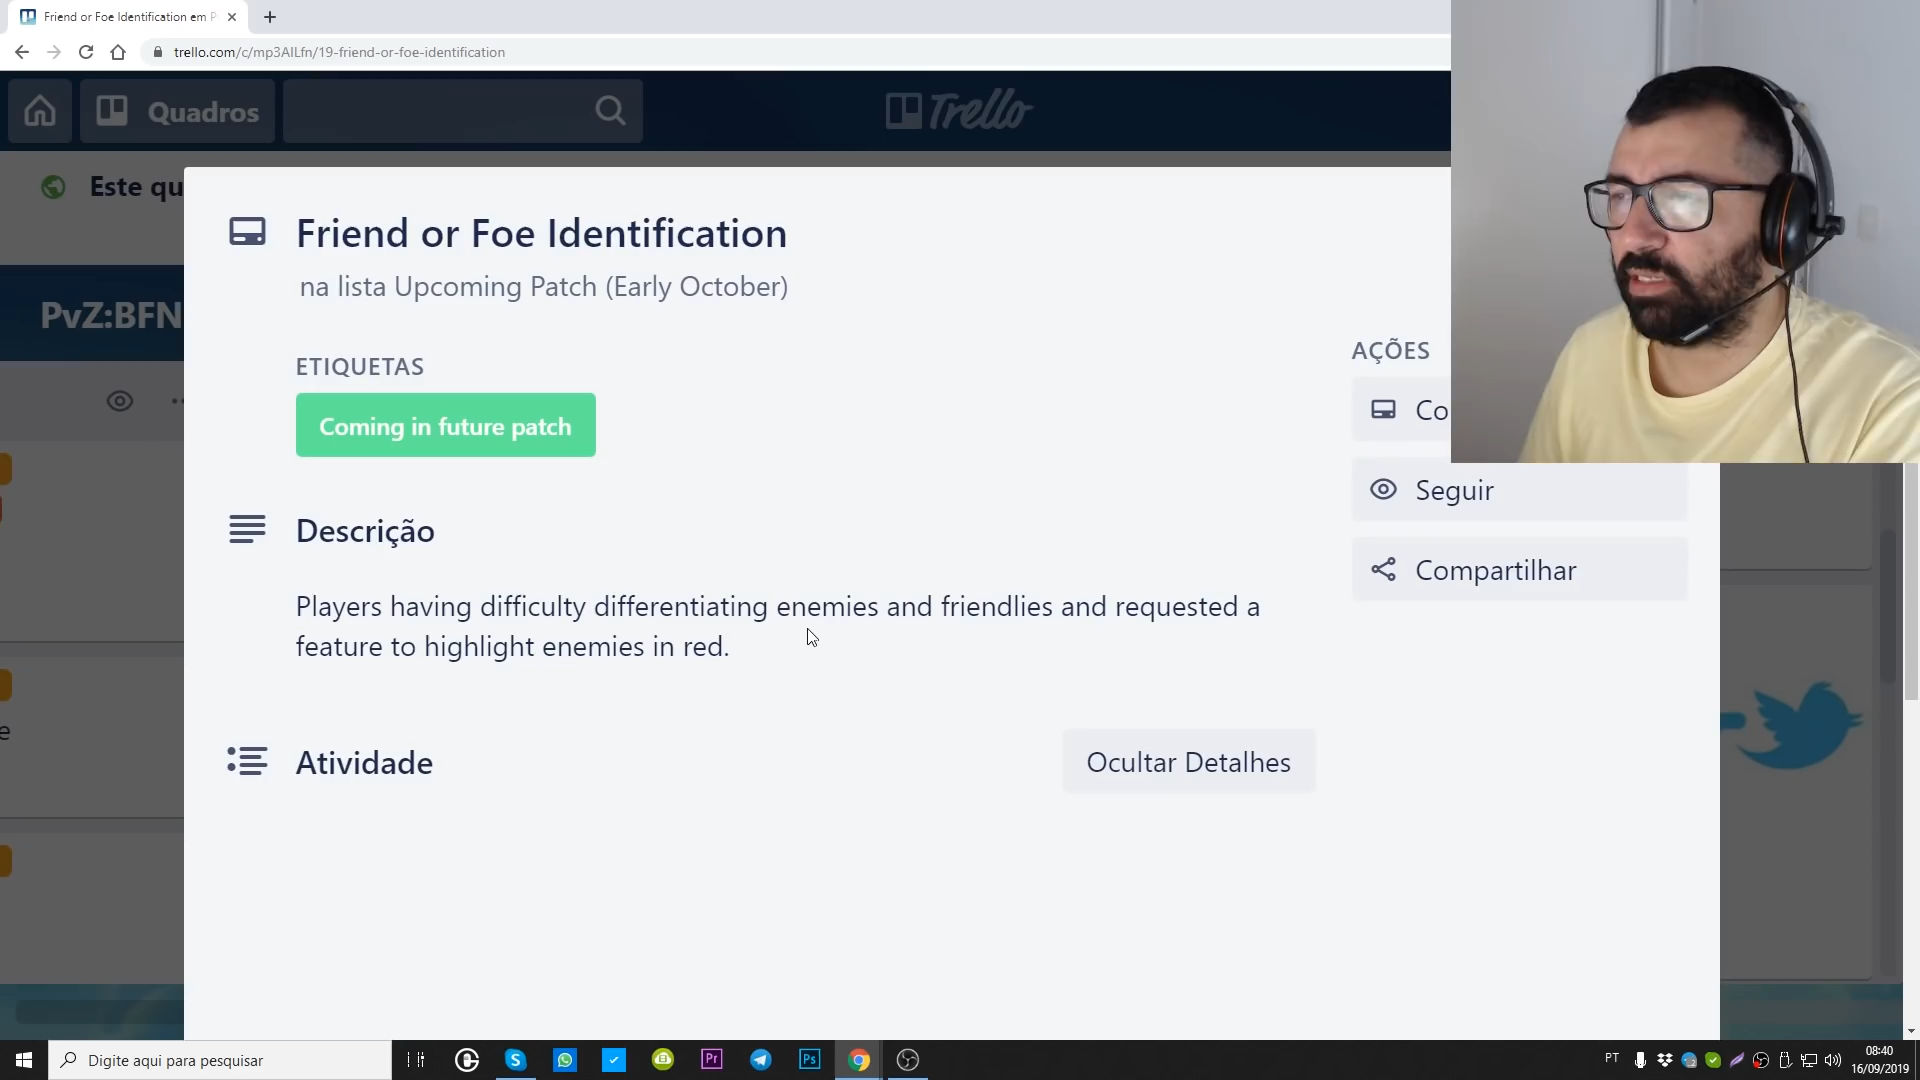 Friend or Foe Identification em P
trello.com/c/mp3AILfn/19-friend-or-foe-identification
Quadros
Trello
Este qu
Friend or Foe Identification
na lista Upcoming Patch (Early October)
PvZ:BFN
ETIQUETAS
AÇÕES
Coming in future patch
Co
Seguir
Descrição
Compartilhar
Players having difficulty differentiating enemies and friendlies and requested a
feature to highlight enemies in red.
e
Atividade
Ocultar Detalhes
Digite aqui para pesquisar
Pr
Ps
PT
08:40
16/09/2019